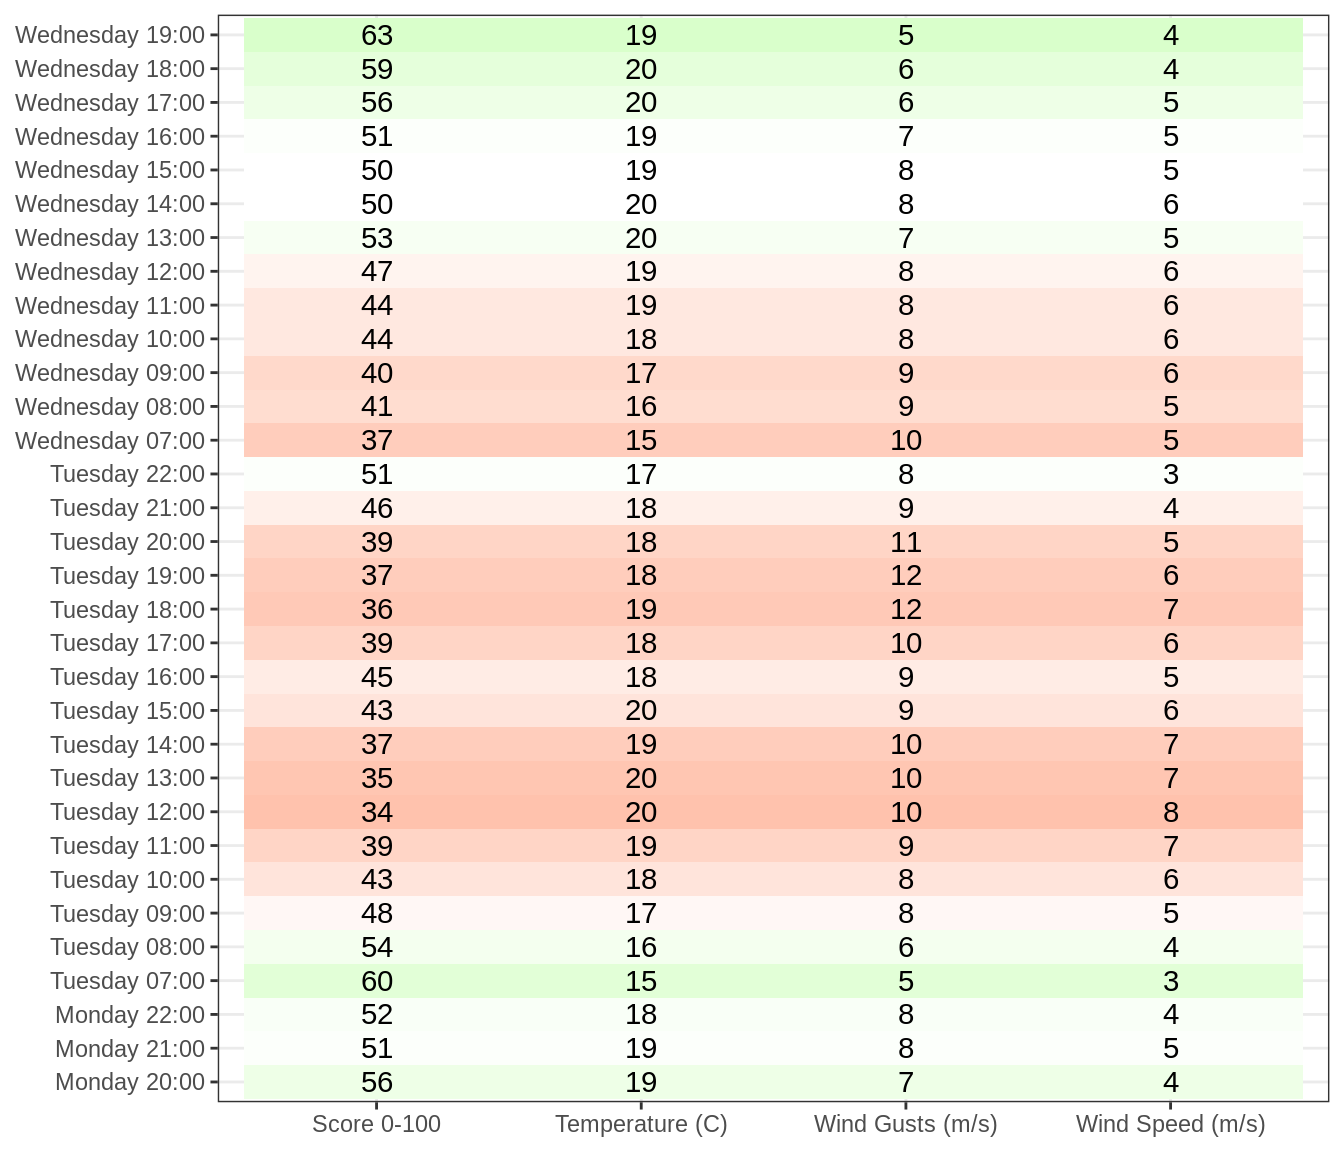 Wednesday 19:00 63 19 5 4
Wednesday 18:00 59 20 6 4
Wednesday 17:00 56 20 6 5
Wednesday 16:00 51 19 7 5
Wednesday 15:00 50 19 8 5
Wednesday 14:00 50 20 8 6
Wednesday 13:00 53 20 7 5
Wednesday 12:00 47 19 8 6
Wednesday 11:00 44 19 8 6
Wednesday 10:00 44 18 8 6
Wednesday 09:00 40 17 9 6
Wednesday 08:00 41 16 9 5
Wednesday 07:00 37 15 10 5
Tuesday 22:00 51 17 8 3
Tuesday 21:00 46 18 9 4
Tuesday 20:00 39 18 11 5
Tuesday 19:00 37 18 12 6
Tuesday 18:00 36 19 12 7
Tuesday 17:00 39 18 10 6
Tuesday 16:00 45 18 9 5
Tuesday 15:00 43 20 9 6
Tuesday 14:00 37 19 10 7
Tuesday 13:00 35 20 10 7
Tuesday 12:00 34 20 10 8
Tuesday 11:00 39 19 9 7
Tuesday 10:00 43 18 8 6
Tuesday 09:00 48 17 8 5
Tuesday 08:00 54 16 6 4
Tuesday 07:00 60 15 5 3
Monday 22:00 52 18 8 4
Monday 21:00 51 19 8 5
Monday 20:00 56 19 7 4
Score 0-100 Temperature (C) Wind Gusts (m/s) Wind Speed (m/s)